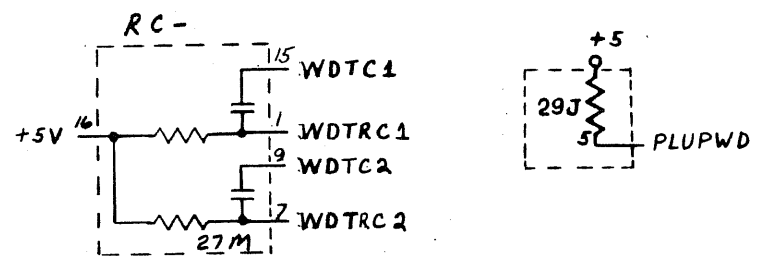 RC-
15 WDTC1
1 WDTRC1
+5V 16
9 WDTC2
7 WDTRC2
27M
+5
29J
5 PLUPWD